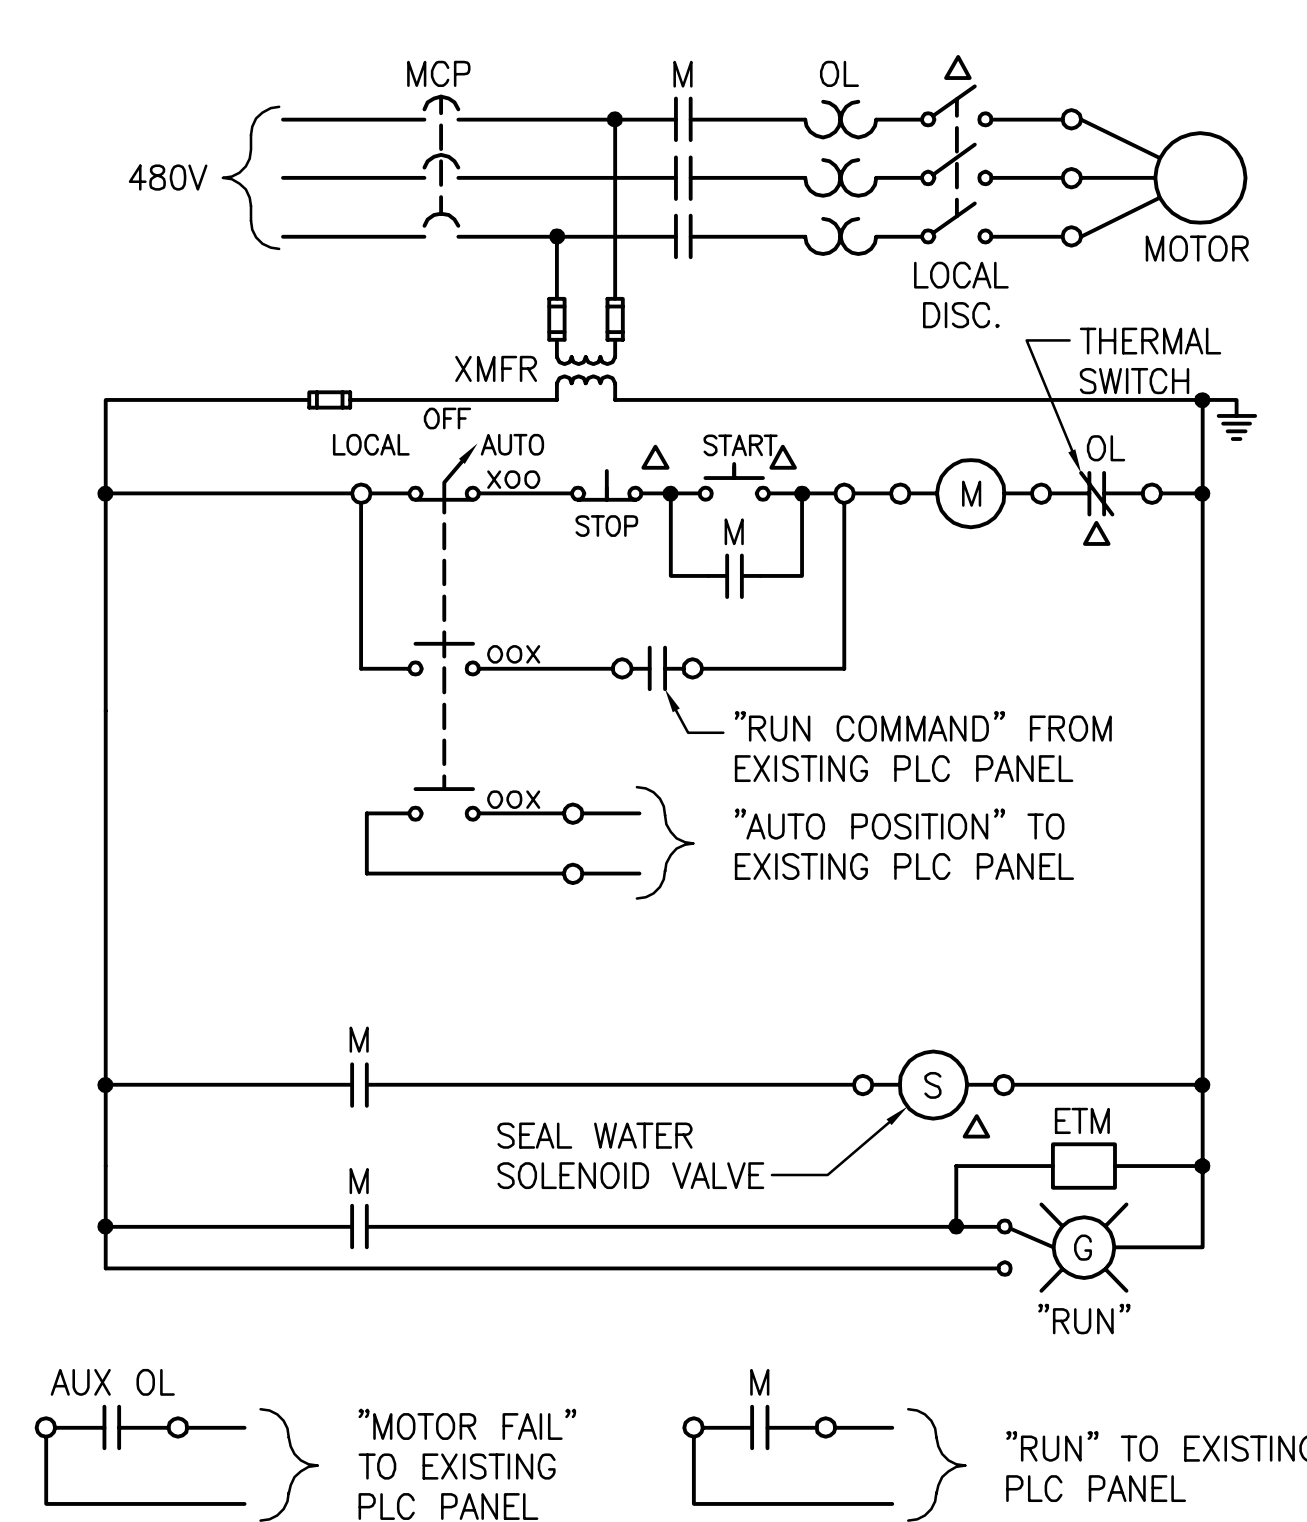 MCP
M
OL
480V
MOTOR
LOCAL
DISC.
THERMAL
SWITCH
XMFR
OFF
LOCAL
AUTO
START
OL
XOO
M
STOP
M
OOX
"RUN COMMAND" FROM
EXISTING PLC PANEL
OOX
"AUTO POSITION" TO
EXISTING PLC PANEL
M
S
SEAL WATER
SOLENOID VALVE
ETM
M
G
"RUN"
AUX OL
"MOTOR FAIL"
TO EXISTING
PLC PANEL
M
"RUN" TO EXISTING
PLC PANEL